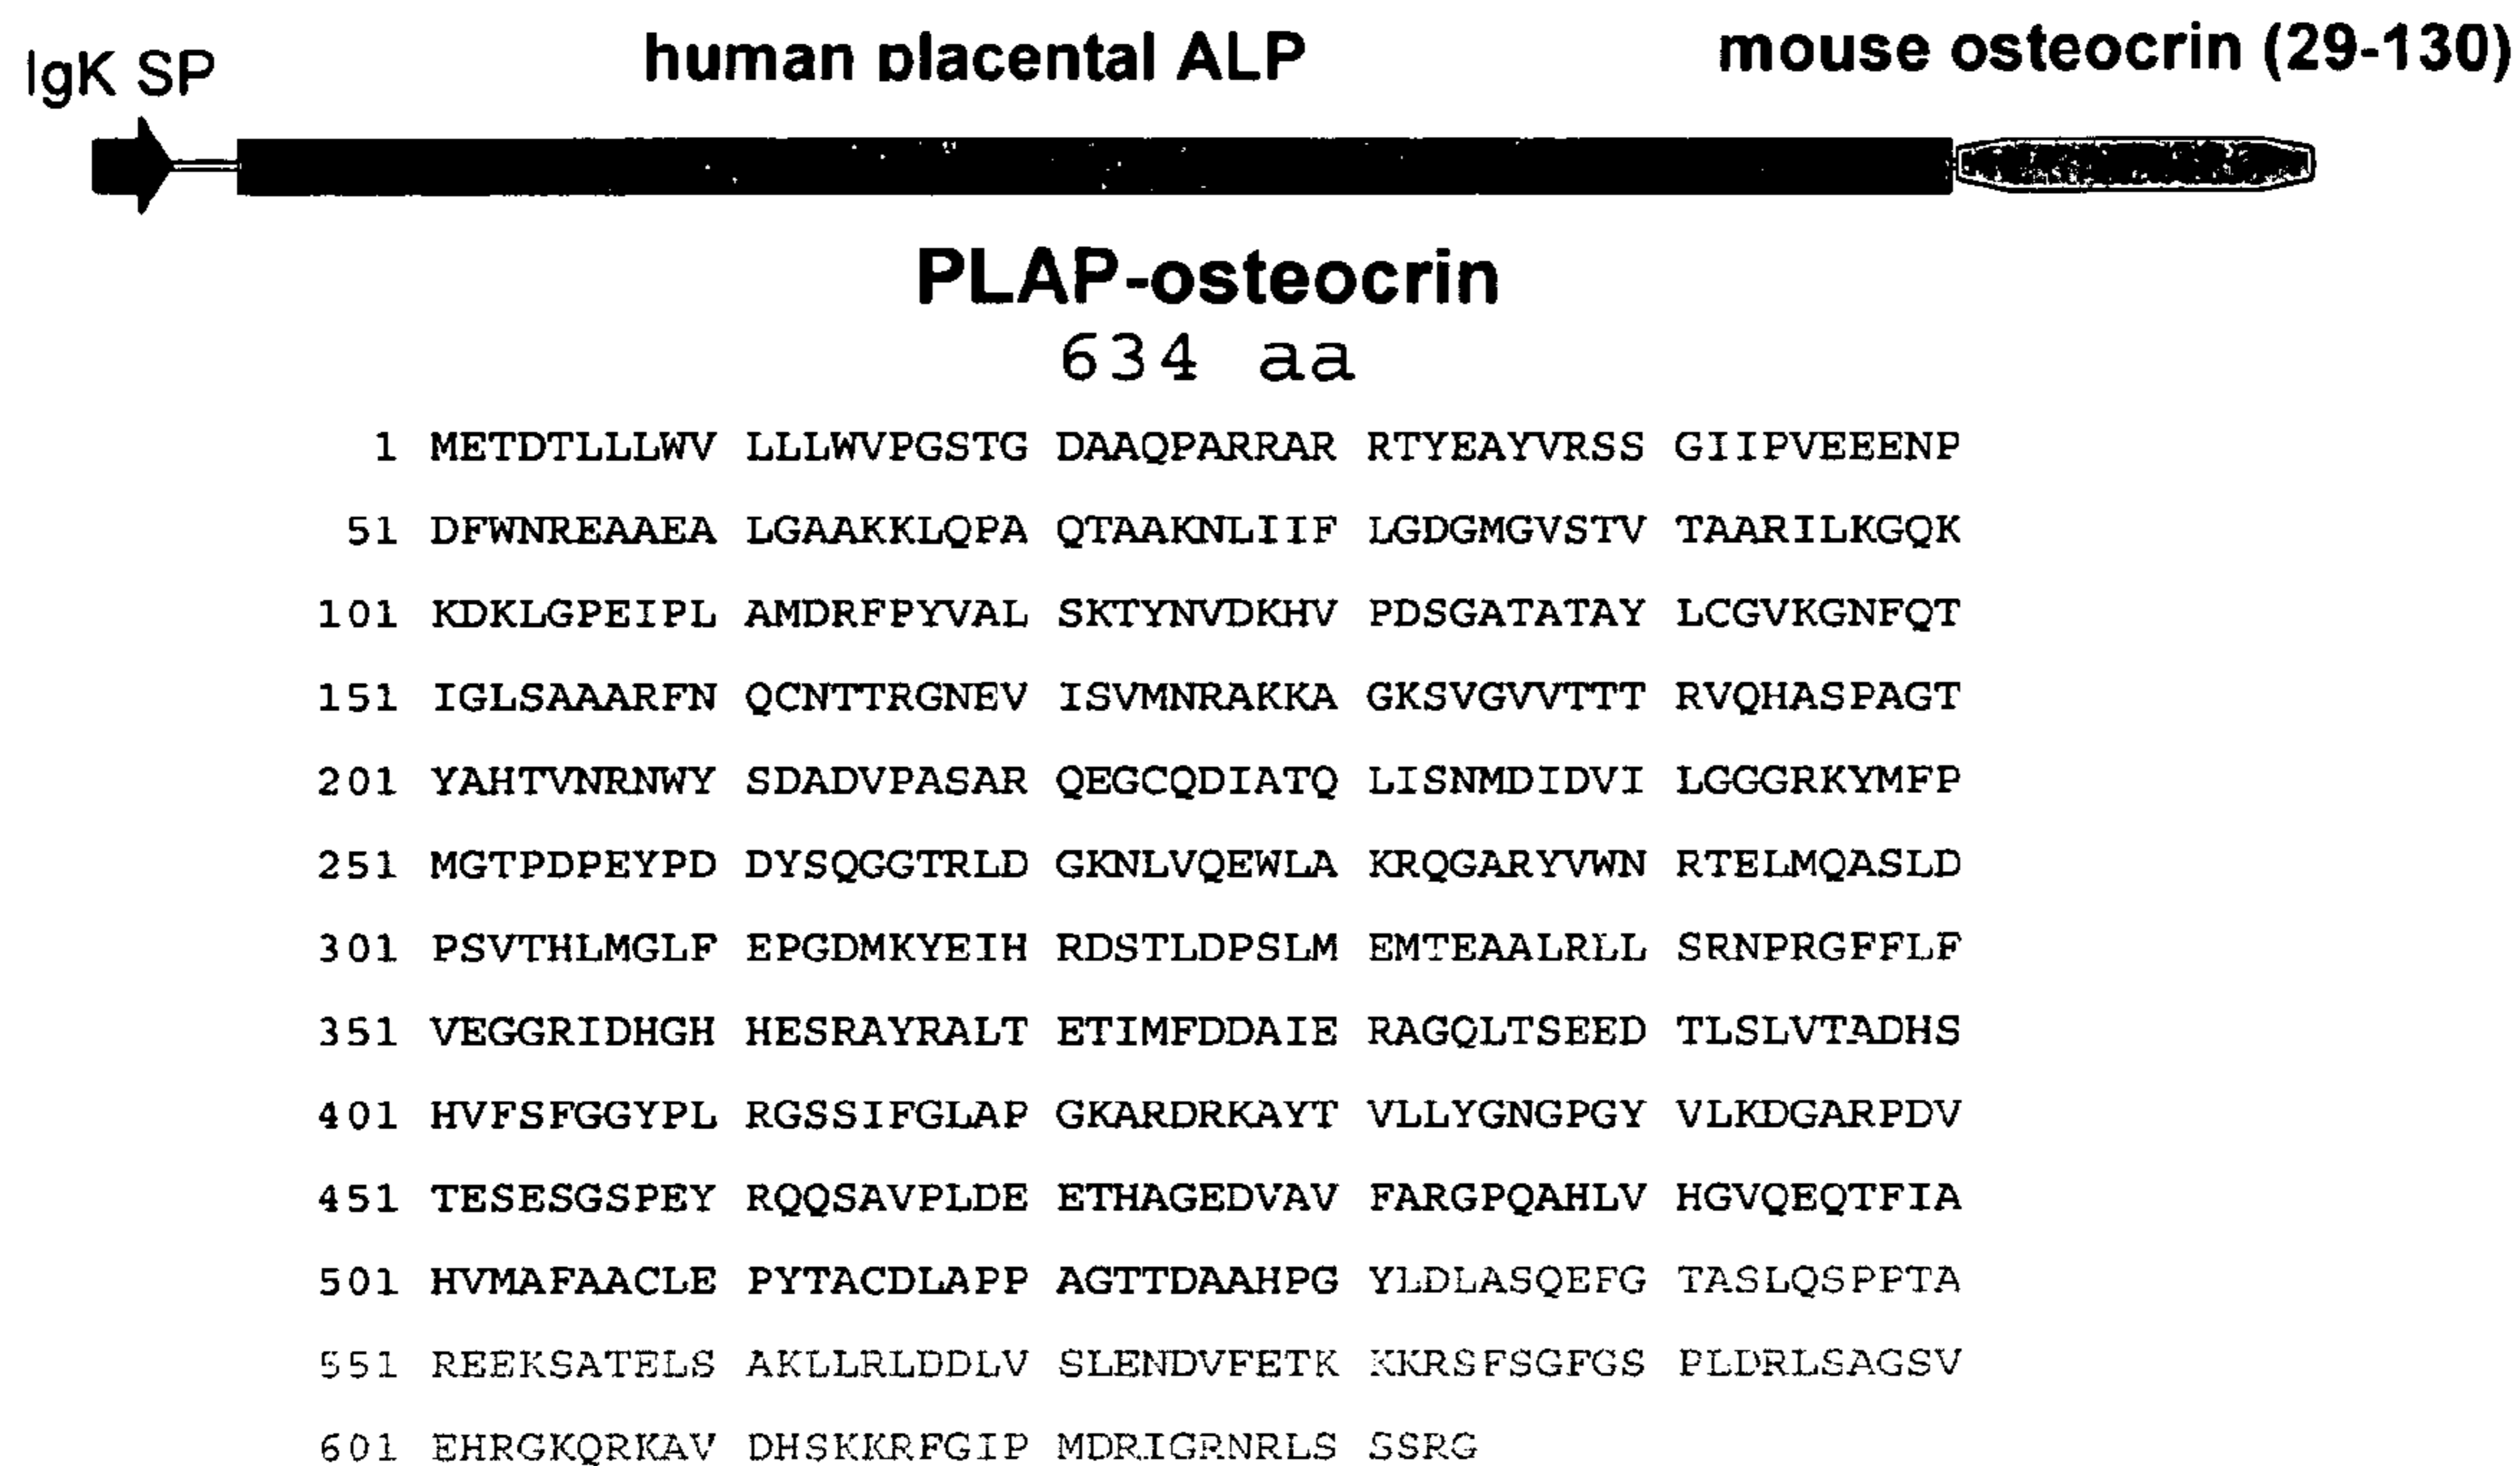 IgK SP human placental ALP mouse osteocrin (29-130)
PLAP-osteocrin
634 aa
1 METDTLLLWV LLLWVPGSTG DAAQPARRAR RTYEAYVRSS GIIPVEEENP
51 DFWNREAAEA LGAAKKLQPA QTAAKNLIIF LGDGMGVSTV TAARILKGQK
101 KDKLGPEIPL AMDRFPYVAL SKTYNVDKHV PDSGATATAY LCGVKGNFQT
151 IGLSAAARFN QCNTTRGNEV ISVMNRAKKA GKSVGVVTTT RVQHASPAGT
201 YAHTVNRNWY SDADVPASAR QEGCQDIATQ LISNMDIDVI LGGGRKYMFP
251 MGTPDPEYPD DYSQGGTRLD GKNLVQEWLA KRQGARYVWN RTELMQASLD
301 PSVTHLMGLF EPGDMKYEIH RDSTLDPSLM EMTEAALRLL SRNPRGFFLF
351 VEGGRIDHGH HESRAYRALT ETIMFDDAIE RAGQLTSEED TLSLVTADHS
401 HVFSFGGYPL RGSSIFGLAP GKARDRKAYT VLLYGNGPGY VLKDGARPDV
451 TESESGSPEY RQQSAVPLDE ETHAGEDVAV FARGPQAHLV HGVQEQTFIA
501 HVMAFAACLE PYTACDLAPP AGTTDAAHPG YLDLASQEFG TASLQSPPTA
551 REEKSATELS AKLLRLDDLV SLENDVFETK KKRSFSGFGS PLDRLSAGSV
601 EHRGKQRKAV DHSKKRFGIP MDRIGRNRLS SSRG